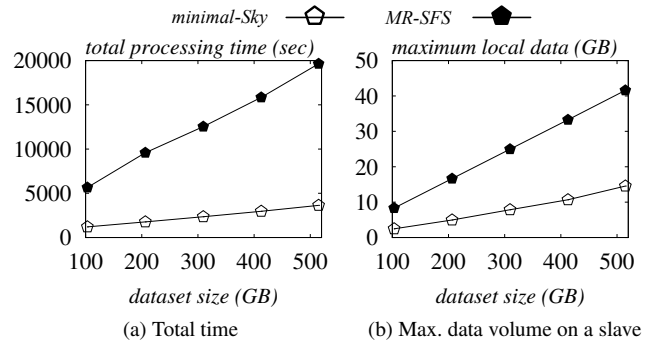 minimal-Sky MR-SFS
total processing time (sec)
20000
15000
10000
5000
0
100 200 300 400 500
dataset size (GB)
(a) Total time
maximum local data (GB)
50
40
30
20
10
0
100 200 300 400 500
dataset size (GB)
(b) Max. data volume on a slave